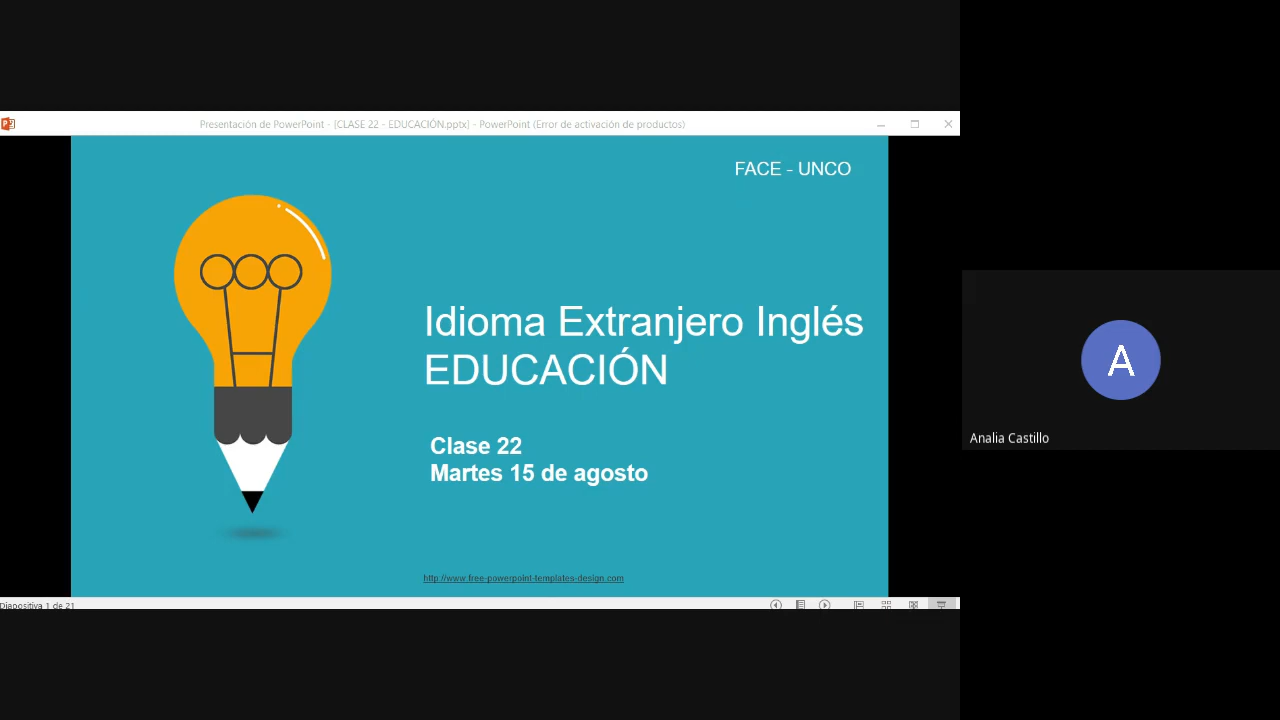 Presentación de PowerPoint - [CLASE 22 - EDUCACIÓN.pptx] - PowerPoint (Error de activación de productos)
FACE - UNCO
Idioma Extranjero Inglés
EDUCACIÓN
Clase 22
Martes 15 de agosto
http://www.free-powerpoint-templates-design.com
Diapositiva 1 de 21
A
Analia Castillo